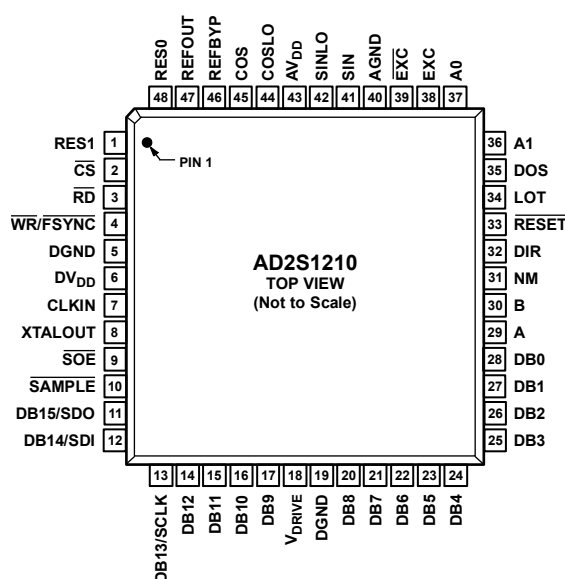 RES0 REFOUT REFBYP COS COSLO AVDD SINLO SIN AGND EXC EXC A0
48 47 46 45 44 43 42 41 40 39 38 37
RES1 1
CS 2
RD 3
WR/FSYNC 4
DGND 5
DVDD 6
CLKIN 7
XTALOUT 8
SOE 9
SAMPLE 10
DB15/SDO 11
DB14/SDI 12
PIN 1
AD2S1210
TOP VIEW
(Not to Scale)
36 A1
35 DOS
34 LOT
33 RESET
32 DIR
31 NM
30 B
29 A
28 DB0
27 DB1
26 DB2
25 DB3
13 14 15 16 17 18 19 20 21 22 23 24
DB13/SCLK DB12 DB11 DB10 DB9 VDRIVE DGND DB8 DB7 DB6 DB5 DB4